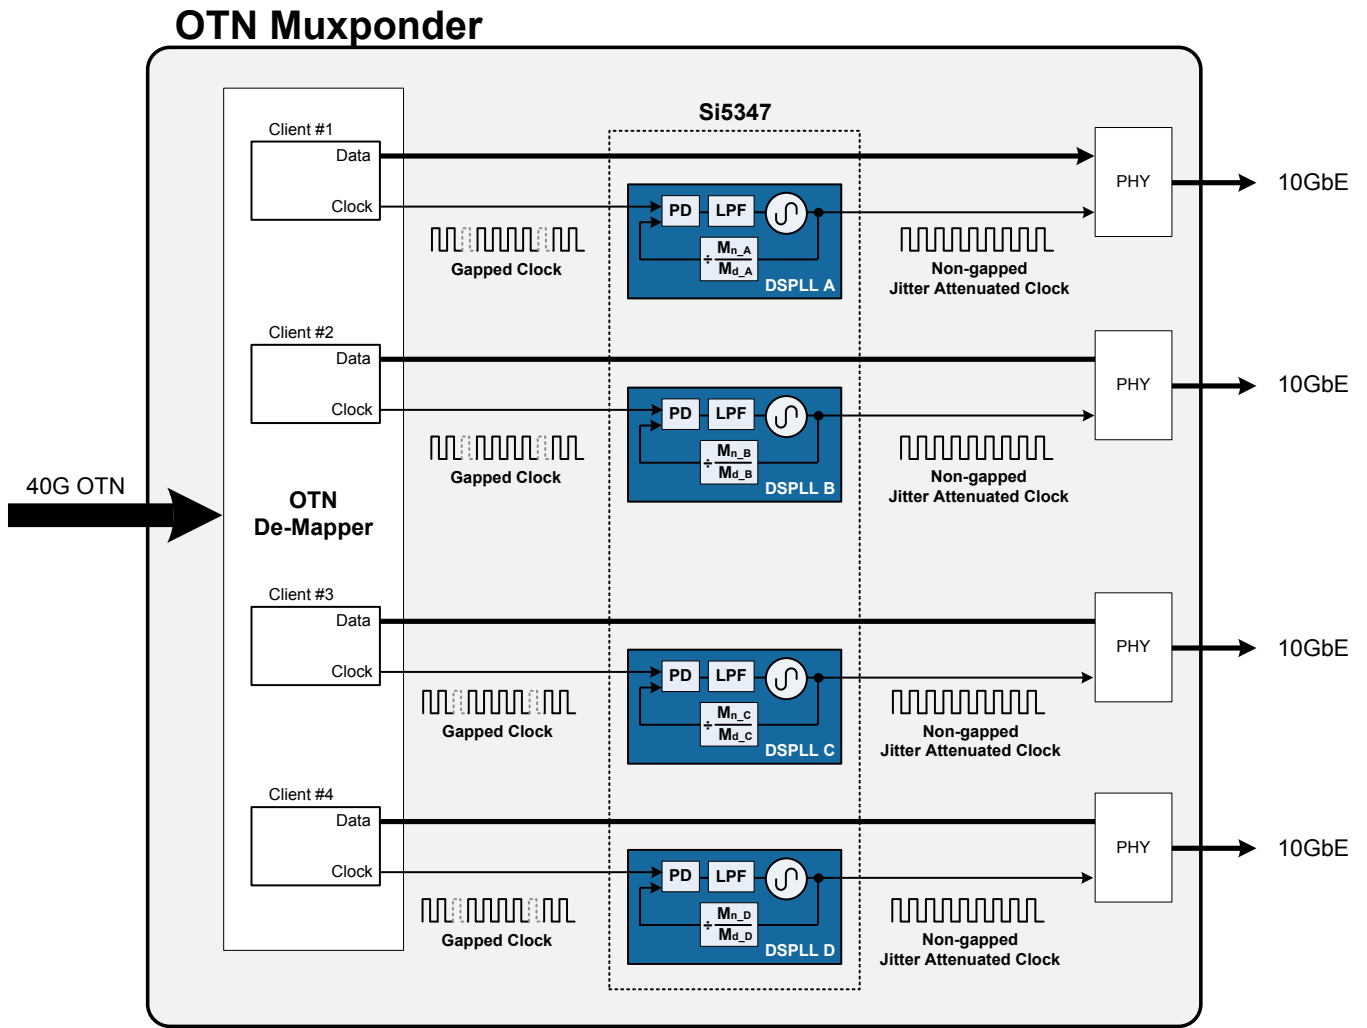 OTN Muxponder
Si5347
Client #1
Data
Clock
Gapped Clock
PD
LPF
÷ Mn_A
Md_A
DSPLL A
Non-gapped
Jitter Attenuated Clock
PHY
10GbE
Client #2
Data
Clock
Gapped Clock
PD
LPF
÷ Mn_B
Md_B
DSPLL B
Non-gapped
Jitter Attenuated Clock
PHY
10GbE
40G OTN
OTN
De-Mapper
Client #3
Data
Clock
Gapped Clock
PD
LPF
÷ Mn_C
Md_C
DSPLL C
Non-gapped
Jitter Attenuated Clock
PHY
10GbE
Client #4
Data
Clock
Gapped Clock
PD
LPF
÷ Mn_D
Md_D
DSPLL D
Non-gapped
Jitter Attenuated Clock
PHY
10GbE